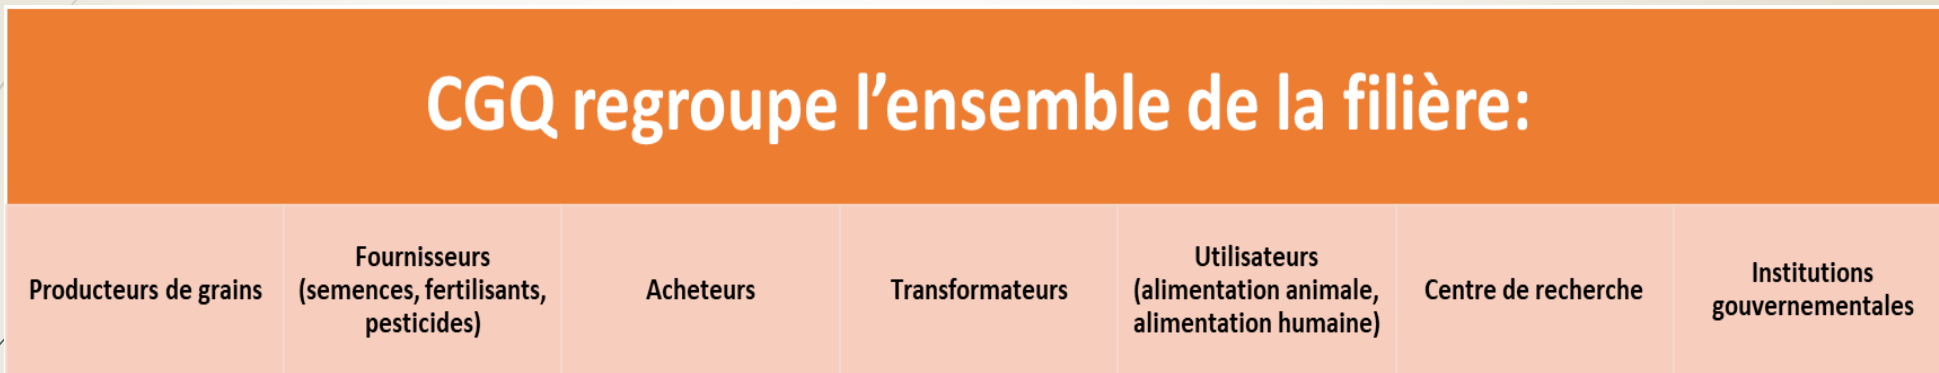 CGQ regroupe l’ensemble de la filière:
Producteurs de grains
Fournisseurs
(semences, fertilisants,
pesticides)
Acheteurs
Transformateurs
Utilisateurs
(alimentation animale,
alimentation humaine)
Centre de recherche
Institutions
gouvernementales